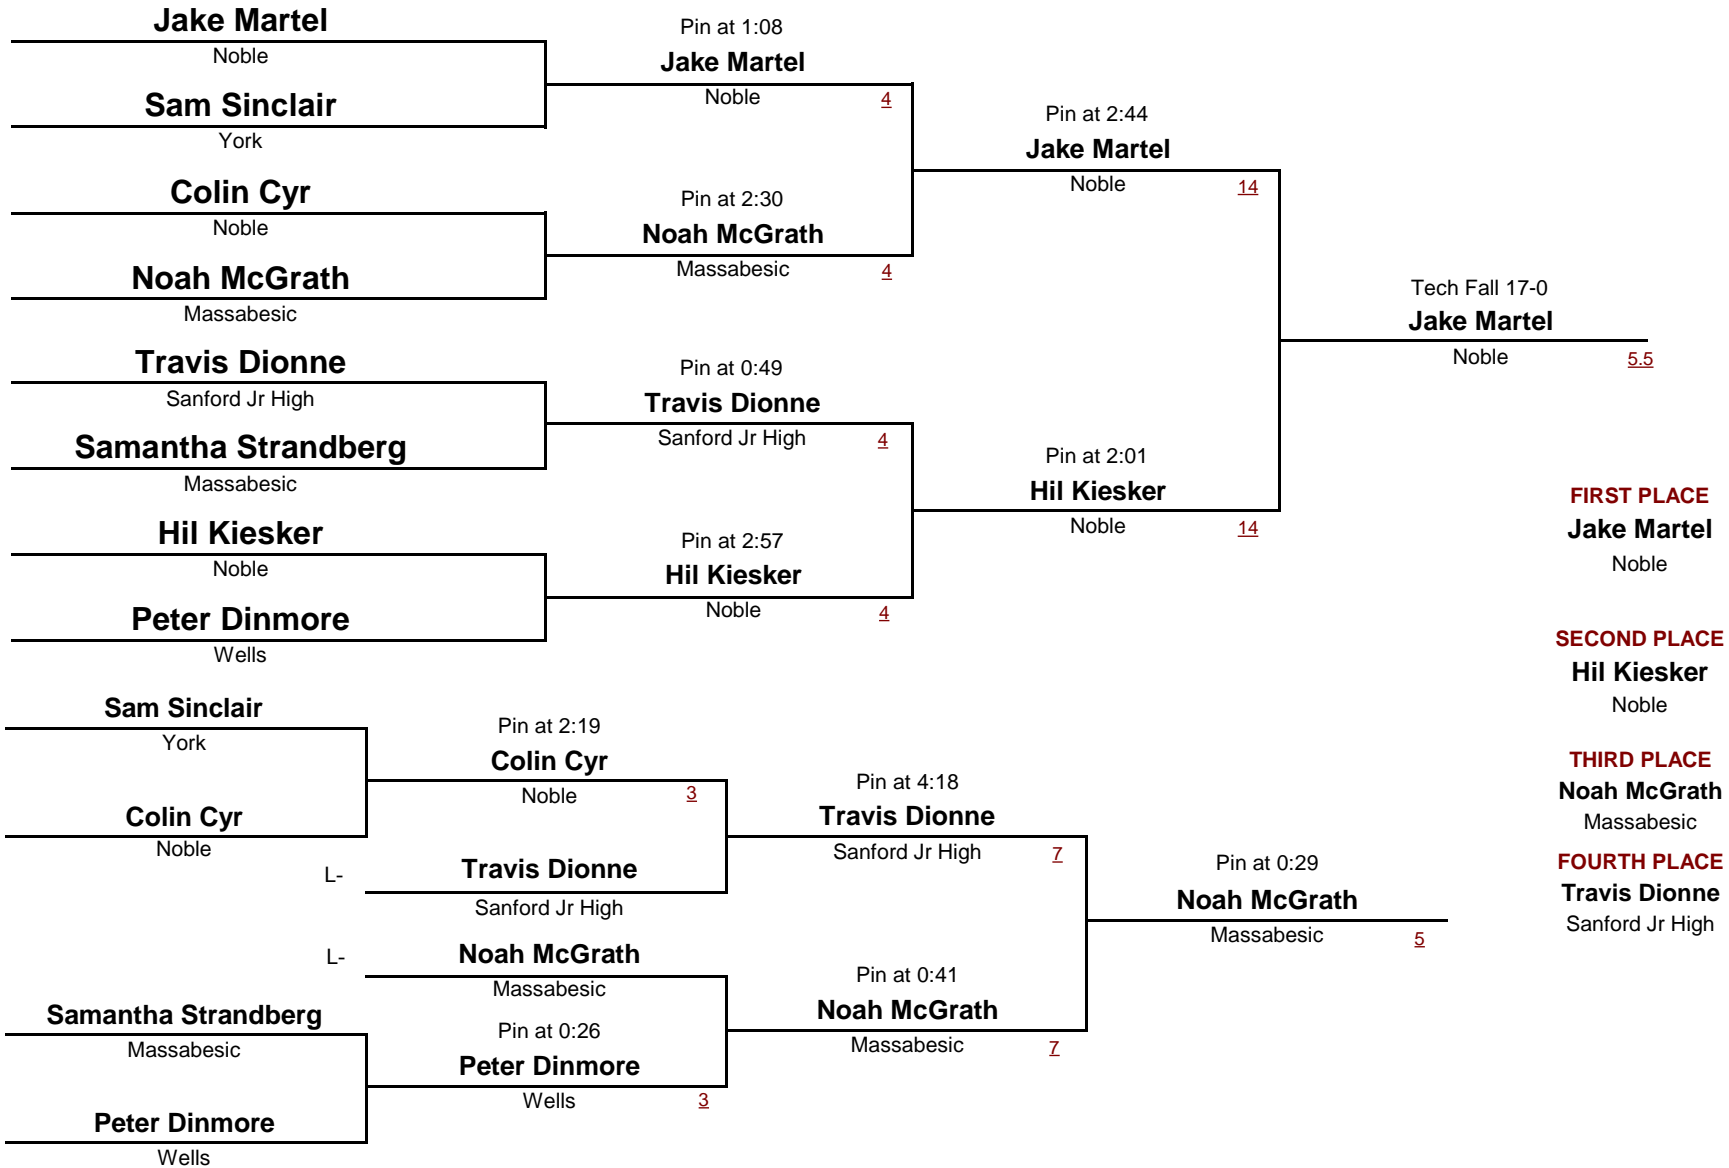 Jake Martel
Noble
Sam Sinclair
York
Colin Cyr
Noble
Noah McGrath
Massabesic
Travis Dionne
Sanford Jr High
Samantha Strandberg
Massabesic
Hil Kiesker
Noble
Peter Dinmore
Wells
Pin at 1:08
Jake Martel
Noble 4
Pin at 2:30
Noah McGrath
Massabesic 4
Pin at 0:49
Travis Dionne
Sanford Jr High 4
Pin at 2:57
Hil Kiesker
Noble 4
Pin at 2:44
Jake Martel
Noble 14
Pin at 2:01
Hil Kiesker
Noble 14
Tech Fall 17-0
Jake Martel
Noble 5.5
FIRST PLACE
Jake Martel
Noble
SECOND PLACE
Hil Kiesker
Noble
THIRD PLACE
Noah McGrath
Massabesic
FOURTH PLACE
Travis Dionne
Sanford Jr High
Sam Sinclair
York
Colin Cyr
Noble
Pin at 2:19
Colin Cyr
Noble 3
L- Travis Dionne
Sanford Jr High
L- Noah McGrath
Massabesic
Samantha Strandberg
Massabesic
Peter Dinmore
Wells
Pin at 0:26
Peter Dinmore
Wells 3
Pin at 4:18
Travis Dionne
Sanford Jr High 7
Pin at 0:41
Noah McGrath
Massabesic 7
Pin at 0:29
Noah McGrath
Massabesic 5